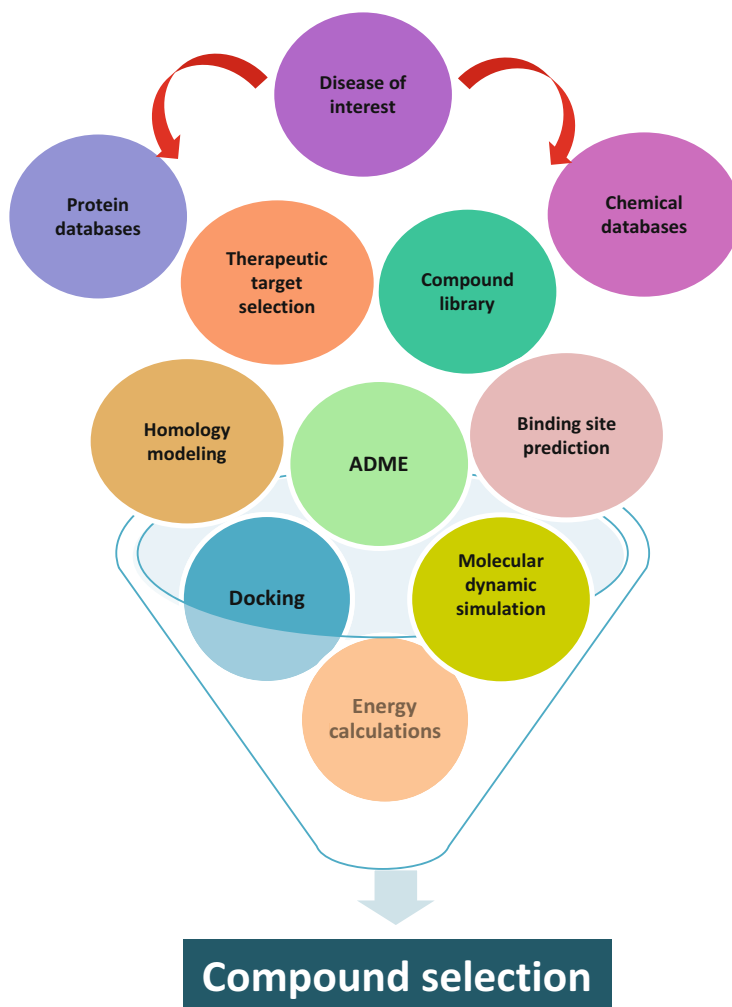 Disease of
interest
Protein
databases
Chemical
databases
Therapeutic
target
selection
Compound
library
Homology
modeling
ADME
Binding site
prediction
Docking
Molecular
dynamic
simulation
Energy
calculations
Compound selection